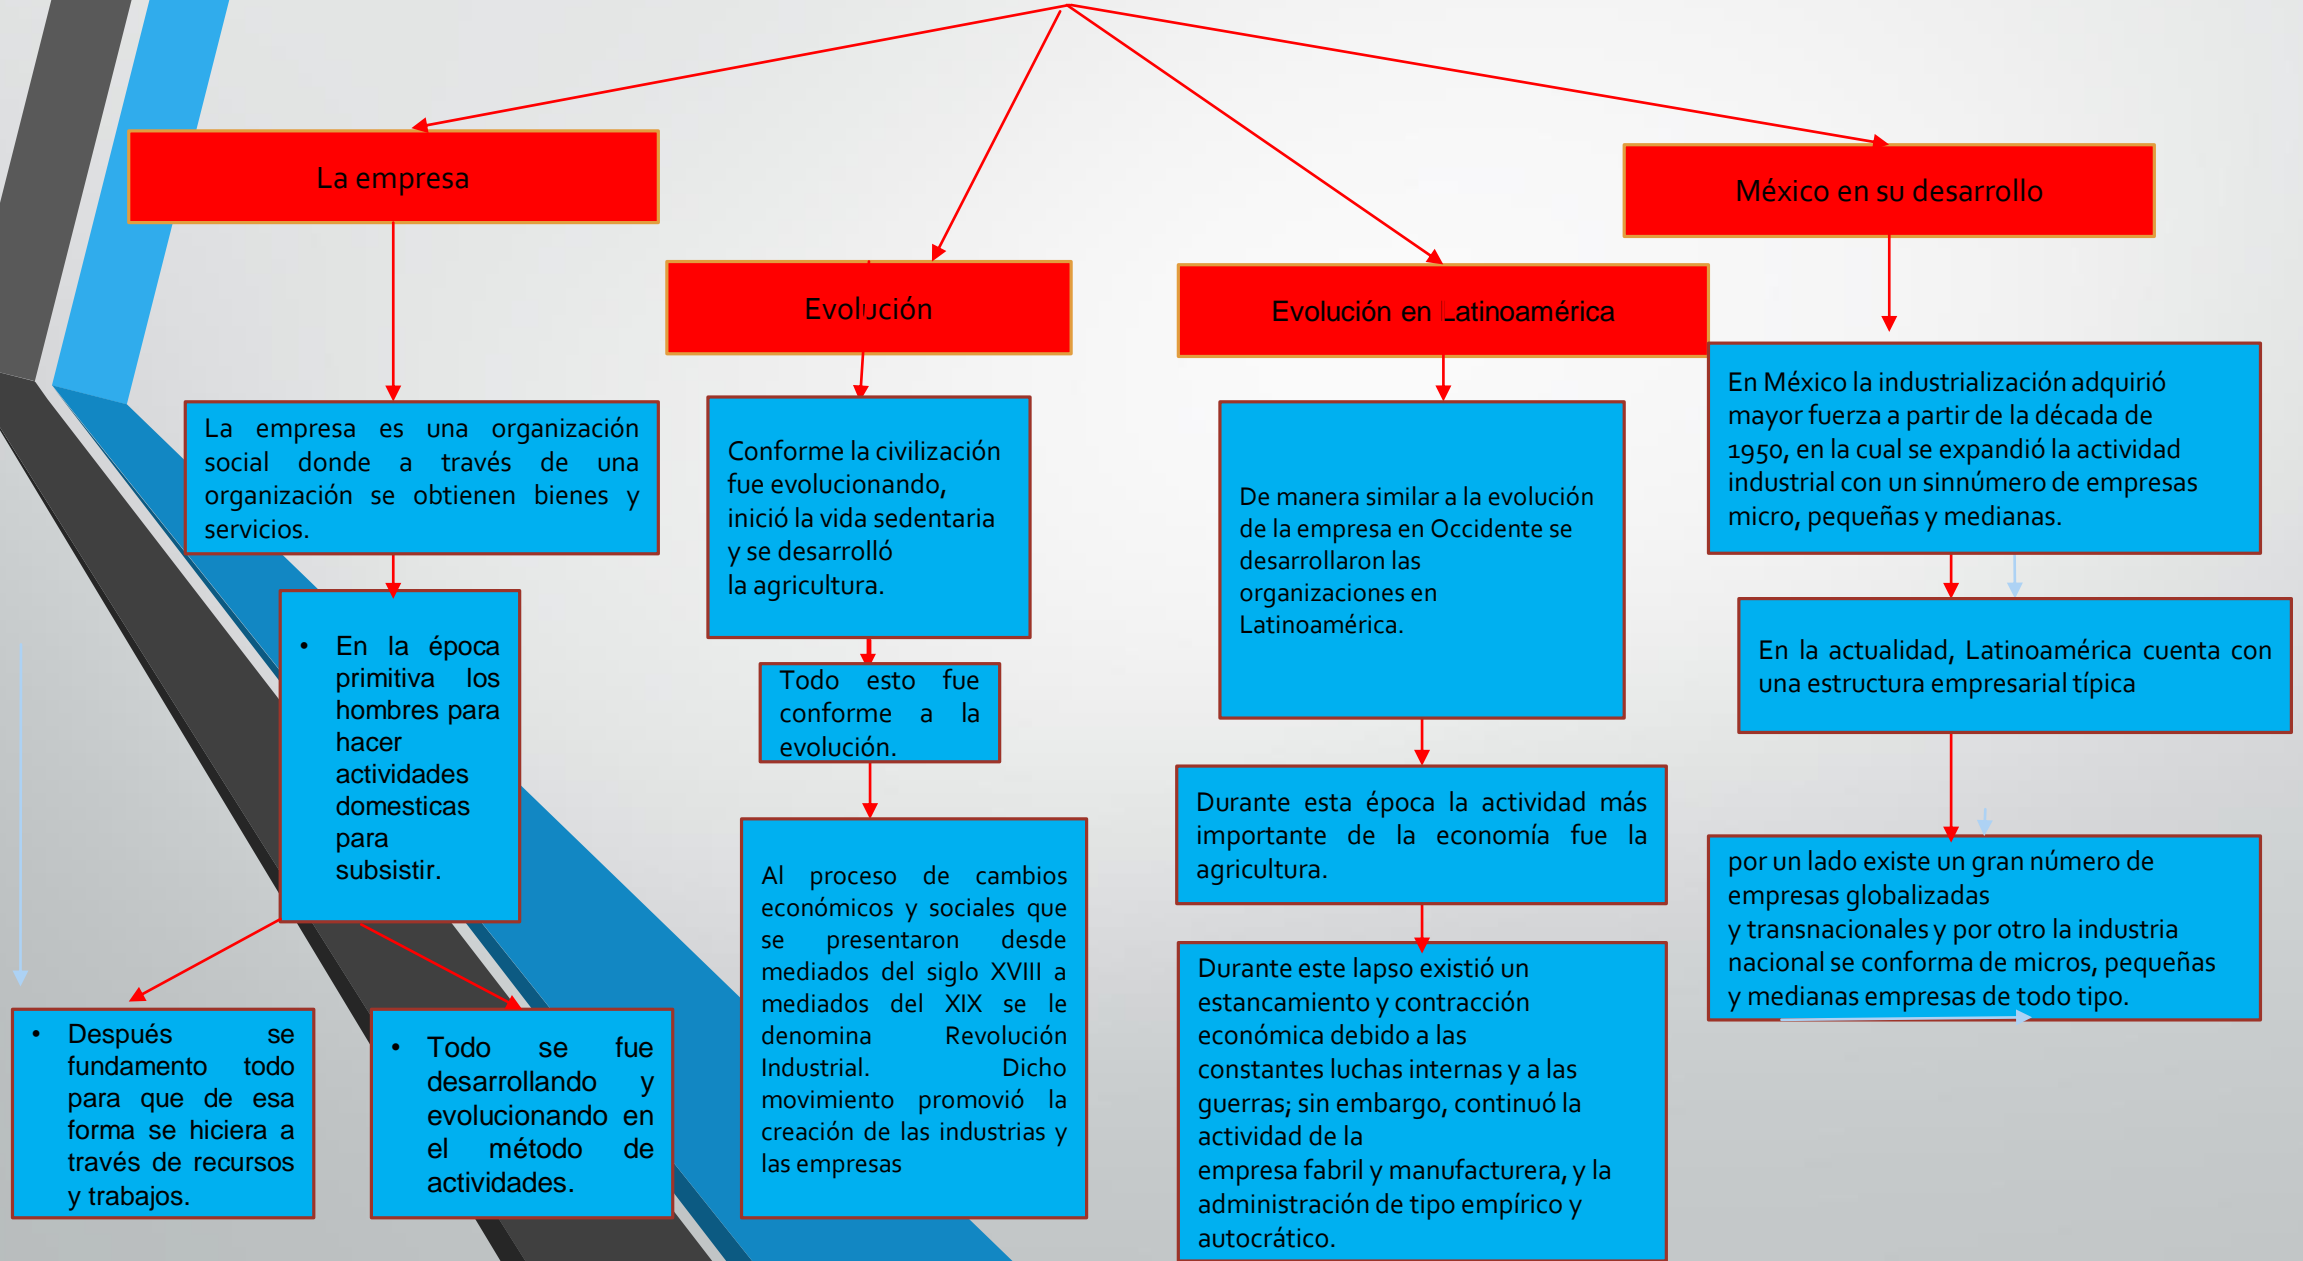 La empresa
La empresa es una organización
social donde a través de una
organización se obtienen bienes y
servicios.
• En la época
primitiva los
hombres para
hacer
actividades
domesticas
para
subsistir.
• Después se
fundamento todo
para que de esa
forma se hiciera a
través de recursos
y trabajos.
• Todo se fue
desarrollando y
evolucionando en
el método de
actividades.
Evolución
Conforme la civilización
fue evolucionando,
inició la vida sedentaria
y se desarrolló
la agricultura.
Todo esto fue
conforme a la
evolución.
Al proceso de cambios
económicos y sociales que
se presentaron desde
mediados del siglo XVIII a
mediados del XIX se le
denomina Revolución
Industrial. Dicho
movimiento promovió la
creación de las industrias y
las empresas
Evolución en Latinoamérica
De manera similar a la evolución
de la empresa en Occidente se
desarrollaron las
organizaciones en
Latinoamérica.
Durante esta época la actividad más
importante de la economía fue la
agricultura.
Durante este lapso existió un
estancamiento y contracción
económica debido a las
constantes luchas internas y a las
guerras; sin embargo, continuó la
actividad de la
empresa fabril y manufacturera, y la
administración de tipo empírico y
autocrático.
México en su desarrollo
En México la industrialización adquirió
mayor fuerza a partir de la década de
1950, en la cual se expandió la actividad
industrial con un sinnúmero de empresas
micro, pequeñas y medianas.
En la actualidad, Latinoamérica cuenta con
una estructura empresarial típica
por un lado existe un gran número de
empresas globalizadas
y transnacionales y por otro la industria
nacional se conforma de micros, pequeñas
y medianas empresas de todo tipo.